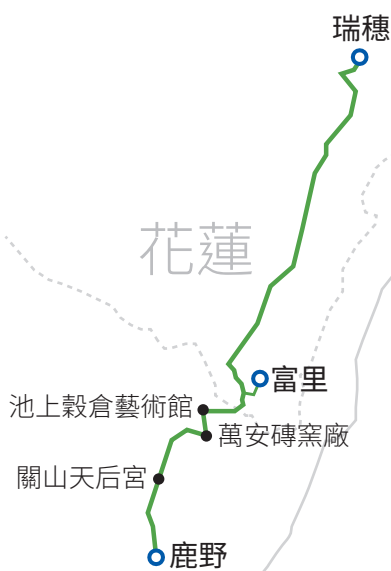 瑞穗
花蓮
富里
池上穀倉藝術館
萬安磚窯廠
關山天后宮
鹿野